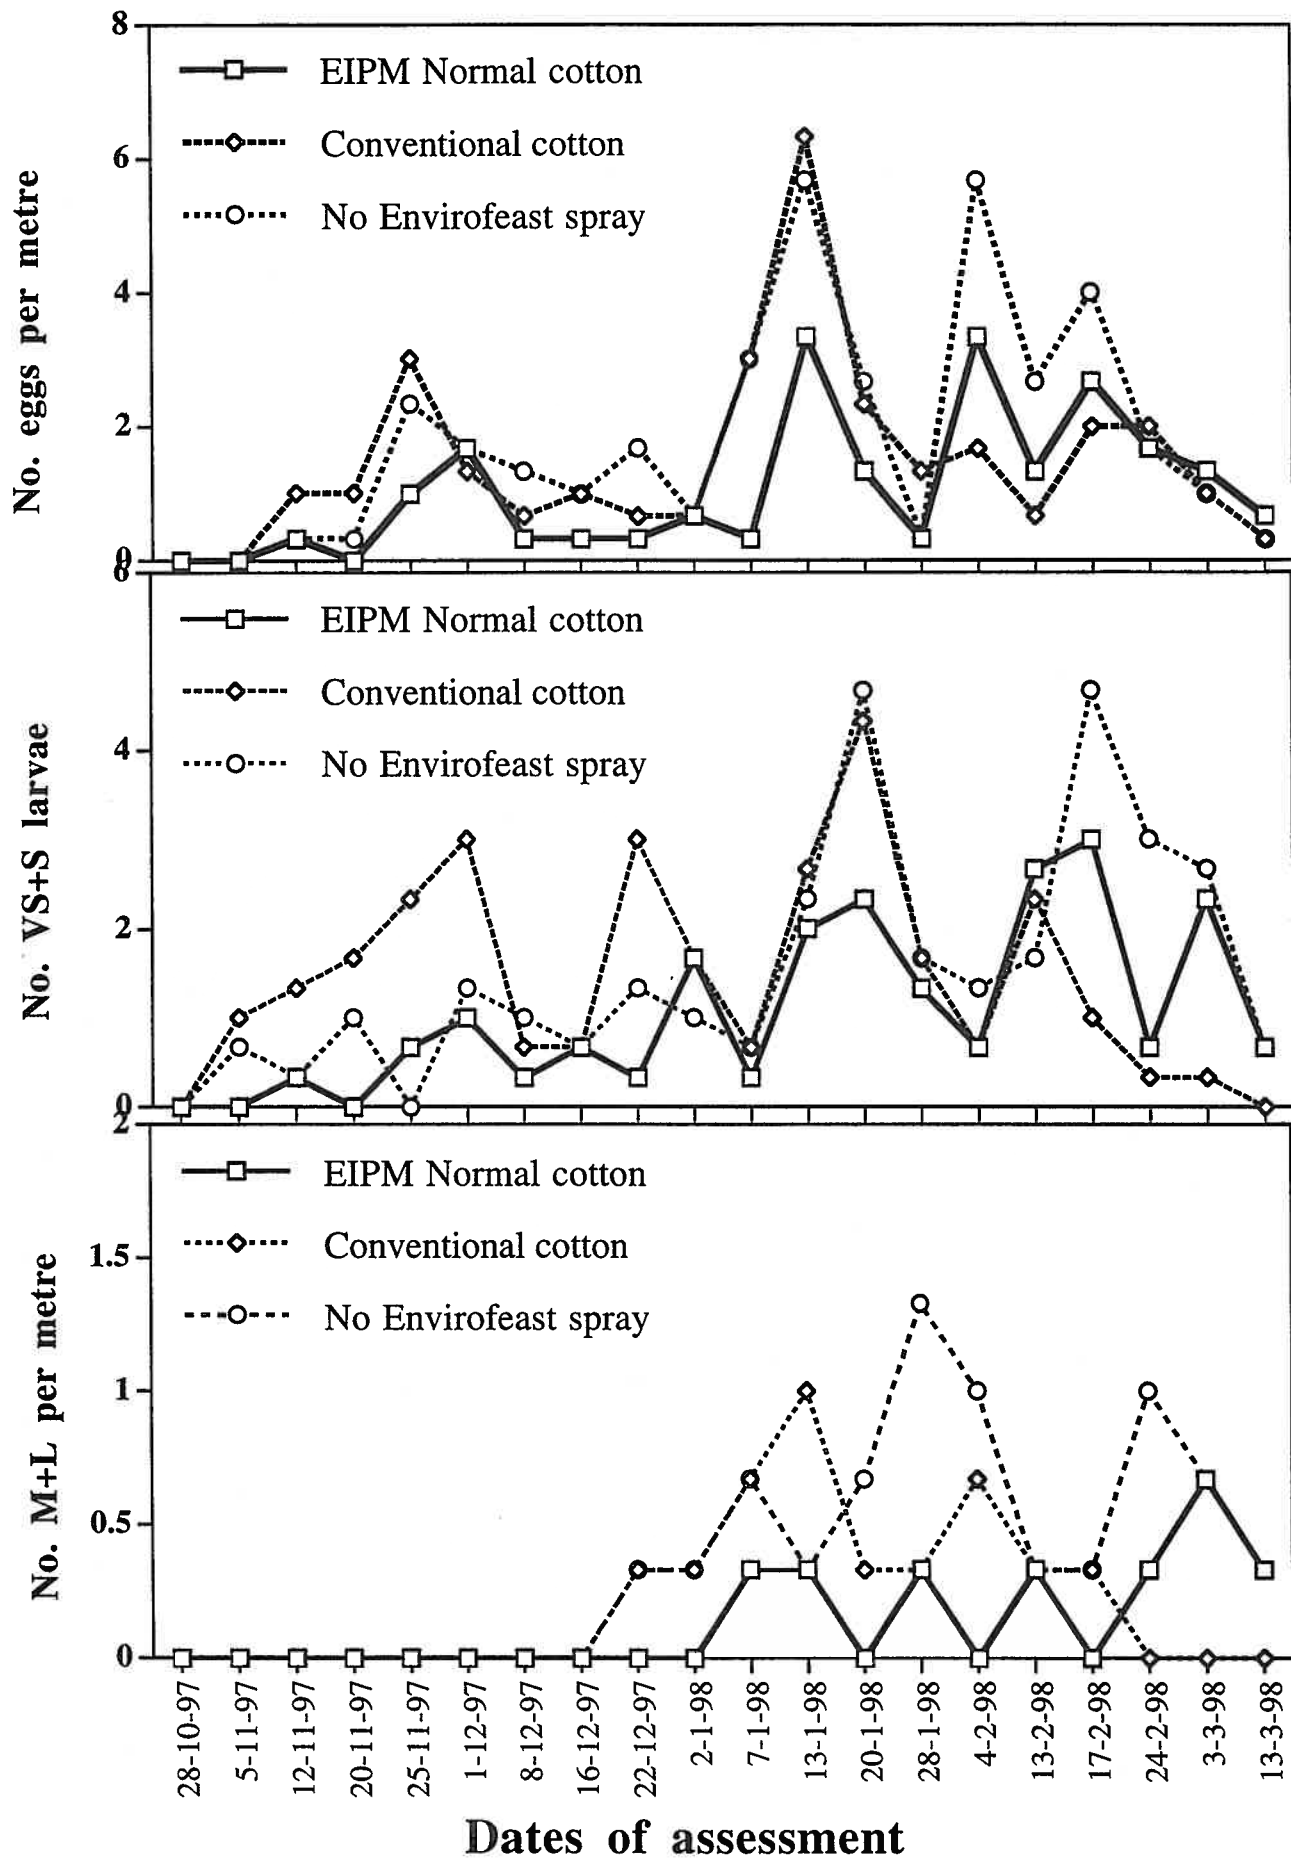 8
EIPM Normal cotton
Conventional cotton
6
No Envirofeast spray
No. eggs per metre
4
2
0
6
EIPM Normal cotton
Conventional cotton
4
No Envirofeast spray
No. VS+S larvae
2
0
2
EIPM Normal cotton
Conventional cotton
1.5
No Envirofeast spray
No. M+L per metre
1
0.5
0
28-10-97
5-11-97
12-11-97
20-11-97
25-11-97
1-12-97
8-12-97
16-12-97
22-12-97
2-1-98
7-1-98
13-1-98
20-1-98
28-1-98
4-2-98
13-2-98
17-2-98
24-2-98
3-3-98
13-3-98
Dates of assessment